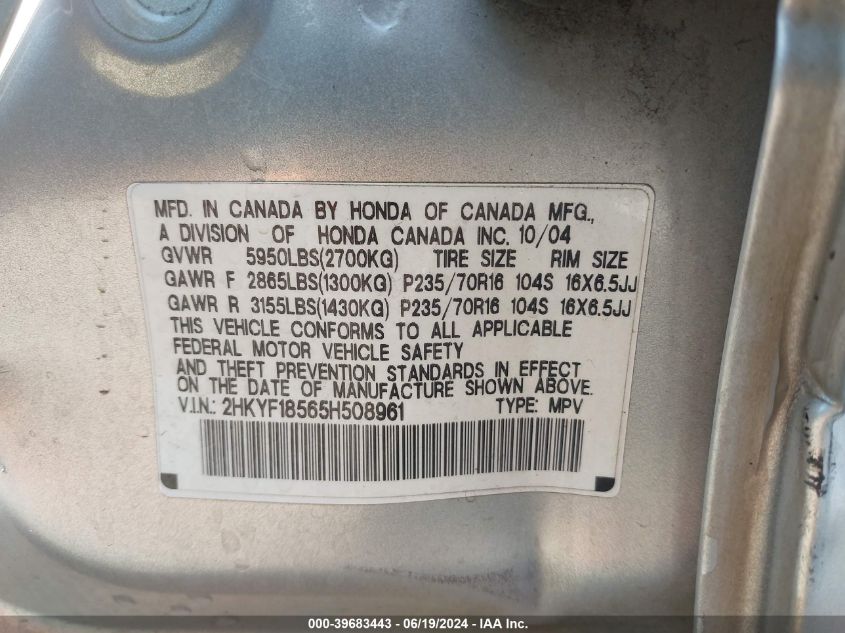 MFD. IN CANADA BY HONDA OF CANADA MFG.,
A DIVISION OF HONDA CANADA INC. 10/04
GVWR 5950LBS(2700KG) TIRE SIZE RIM SIZE
GAWR F 2865LBS(1300KG) P235/70R16 104S 16X6.5JJ
GAWR R 3155LBS(1430KG) P235/70R16 104S 16X6.5JJ
THIS VEHICLE CONFORMS TO ALL APPLICABLE
FEDERAL MOTOR VEHICLE SAFETY
AND THEFT PREVENTION STANDARDS IN EFFECT
ON THE DATE OF MANUFACTURE SHOWN ABOVE.
V.I.N.: 2HKYF18565H508961 TYPE: MPV
000-39683443 - 06/19/2024 - IAA Inc.